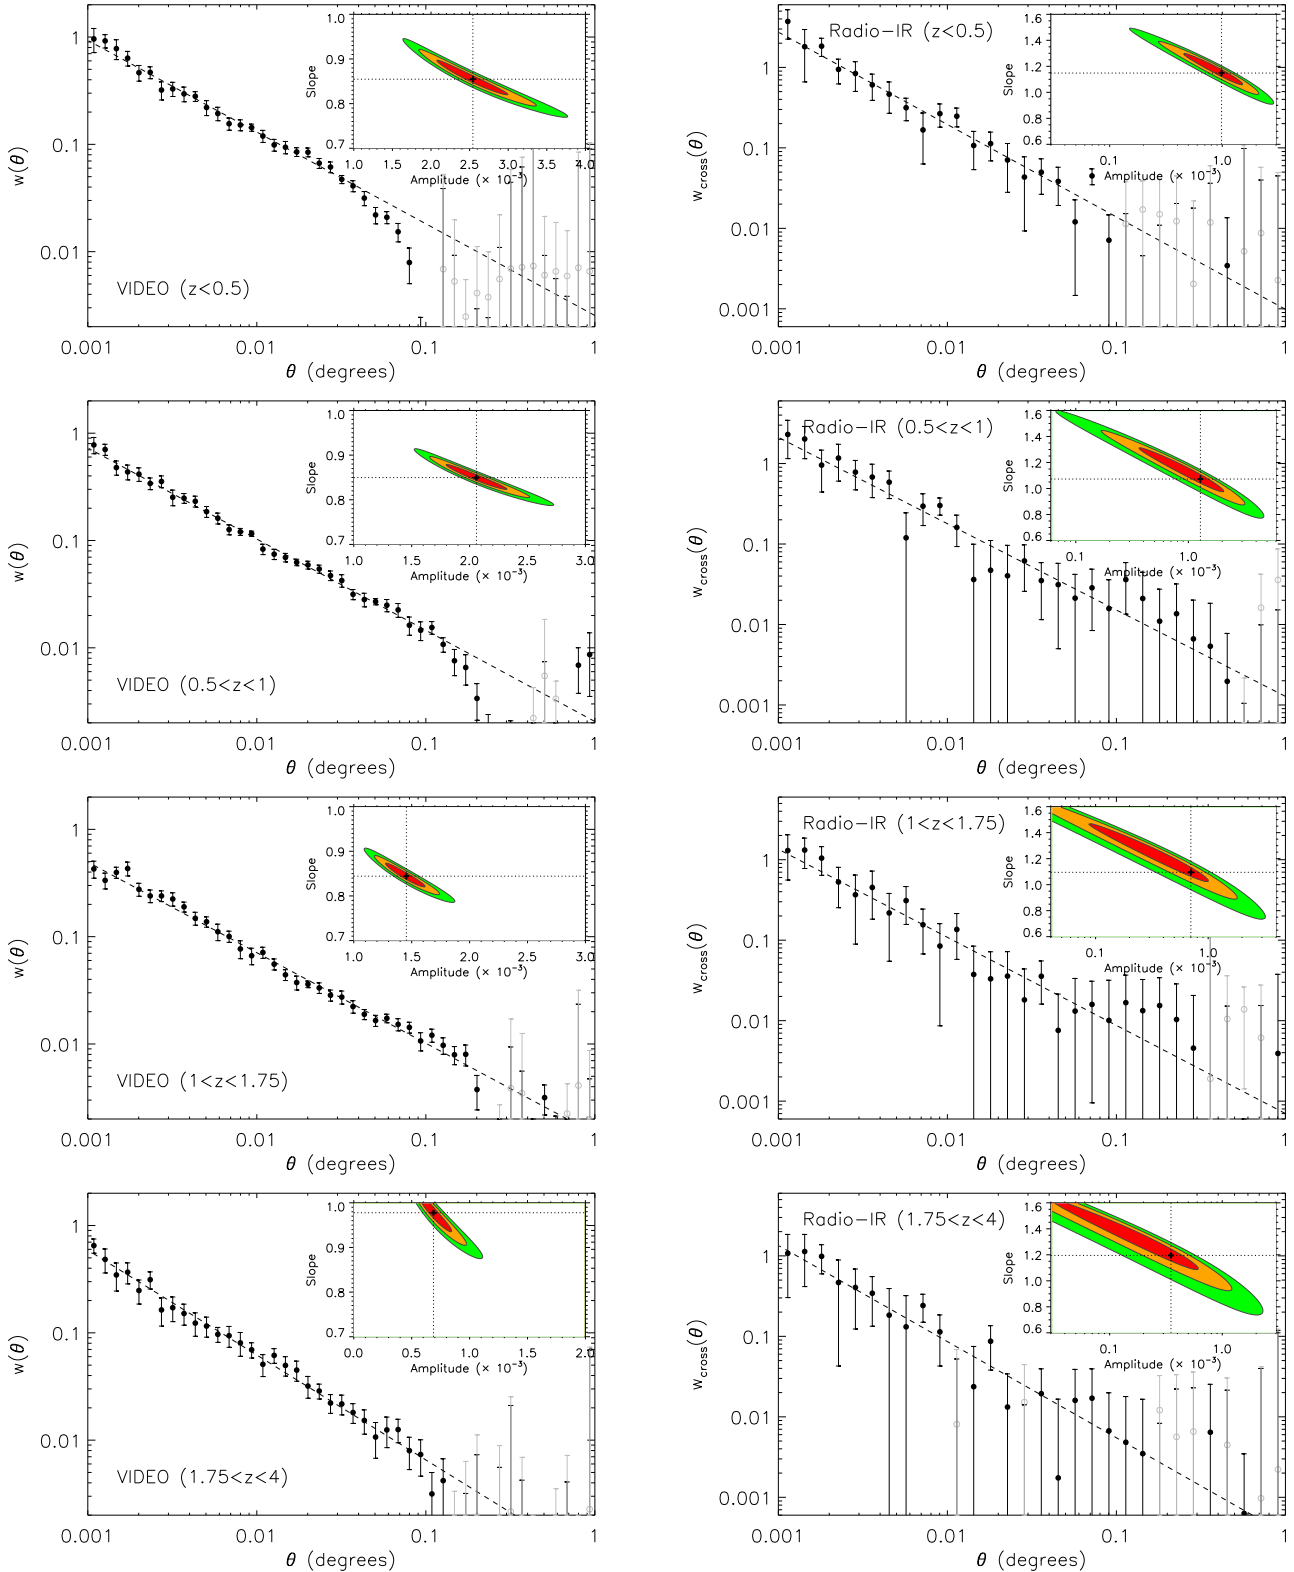 1.0
0.9
0.8
0.7
Slope
1.0 1.5 2.0 2.5 3.0 3.5 4.0
Amplitude (× 10⁻³)
1
0.1
0.01
w(θ)
VIDEO (z<0.5)
0.001 0.01 0.1 1
θ (degrees)
Radio−IR (z<0.5)
1.6
1.4
1.2
1.0
0.8
0.6
Slope
0.1 1.0
Amplitude (× 10⁻³)
1
0.1
0.01
0.001
w_cross(θ)
0.001 0.01 0.1 1
θ (degrees)
1.0
0.9
0.8
0.7
Slope
1.0 1.5 2.0 2.5 3.0
Amplitude (× 10⁻³)
1
0.1
0.01
w(θ)
VIDEO (0.5<z<1)
0.001 0.01 0.1 1
θ (degrees)
Radio−IR (0.5<z<1)
1.6
1.4
1.2
1.0
0.8
0.6
Slope
0.1 1.0
Amplitude (× 10⁻³)
1
0.1
0.01
0.001
w_cross(θ)
0.001 0.01 0.1 1
θ (degrees)
1.0
0.9
0.8
0.7
Slope
1.0 1.5 2.0 2.5 3.0
Amplitude (× 10⁻³)
1
0.1
0.01
w(θ)
VIDEO (1<z<1.75)
0.001 0.01 0.1 1
θ (degrees)
Radio−IR (1<z<1.75)
1.6
1.4
1.2
1.0
0.8
0.6
Slope
0.1 1.0
Amplitude (× 10⁻³)
1
0.1
0.01
0.001
w_cross(θ)
0.001 0.01 0.1 1
θ (degrees)
1.0
0.9
0.8
0.7
Slope
0.0 0.5 1.0 1.5 2.0
Amplitude (× 10⁻³)
1
0.1
0.01
w(θ)
VIDEO (1.75<z<4)
0.001 0.01 0.1 1
θ (degrees)
Radio−IR (1.75<z<4)
1.6
1.4
1.2
1.0
0.8
0.6
Slope
0.1 1.0
Amplitude (× 10⁻³)
1
0.1
0.01
0.001
w_cross(θ)
0.001 0.01 0.1 1
θ (degrees)